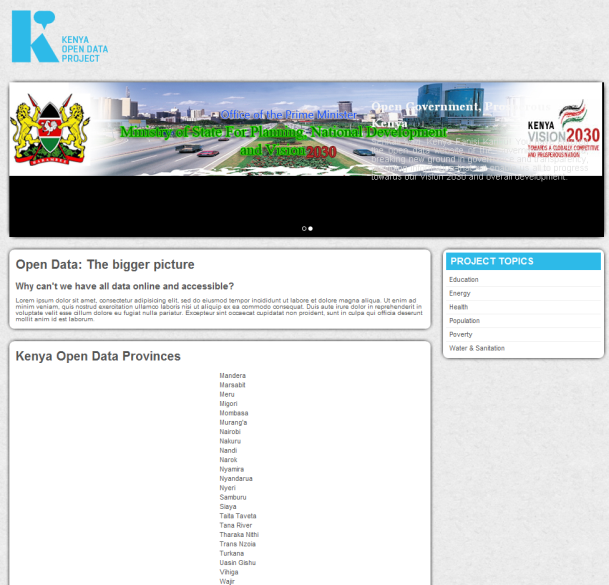 KENYA
OPEN DATA
PROJECT
Office of the Prime Minister
Ministry of State For Planning, National Development
and Vision 2030
Open Government,
Kenya
breaking new ground in
to progress
towards our Vision 2030 and overall development.
KENYA
VISION 2030
TOWARDS A GLOBALLY COMPETITIVE
AND PROSPEROUS NATION
Open Data: The bigger picture
Why can't we have all data online and accessible?
Lorem ipsum dolor sit amet, consectetur adipisicing elit, sed do eiusmod tempor incididunt ut labore et dolore magna aliqua. Ut enim ad
minim veniam, quis nostrud exercitation ullamco laboris nisi ut aliquip ex ea commodo consequat. Duis aute irure dolor in reprehenderit in
voluptate velit esse cillum dolore eu fugiat nulla pariatur. Excepteur sint occaecat cupidatat non proident, sunt in culpa qui officia deserunt
mollit anim id est laborum.
PROJECT TOPICS
Education
Energy
Health
Population
Poverty
Water & Sanitation
Kenya Open Data Provinces
Mandera
Marsabit
Meru
Migori
Mombasa
Murang'a
Nairobi
Nakuru
Nandi
Narok
Nyamira
Nyandarua
Nyeri
Samburu
Siaya
Taita Taveta
Tana River
Tharaka Nithi
Trans Nzoia
Turkana
Uasin Gishu
Vihiga
Wajir